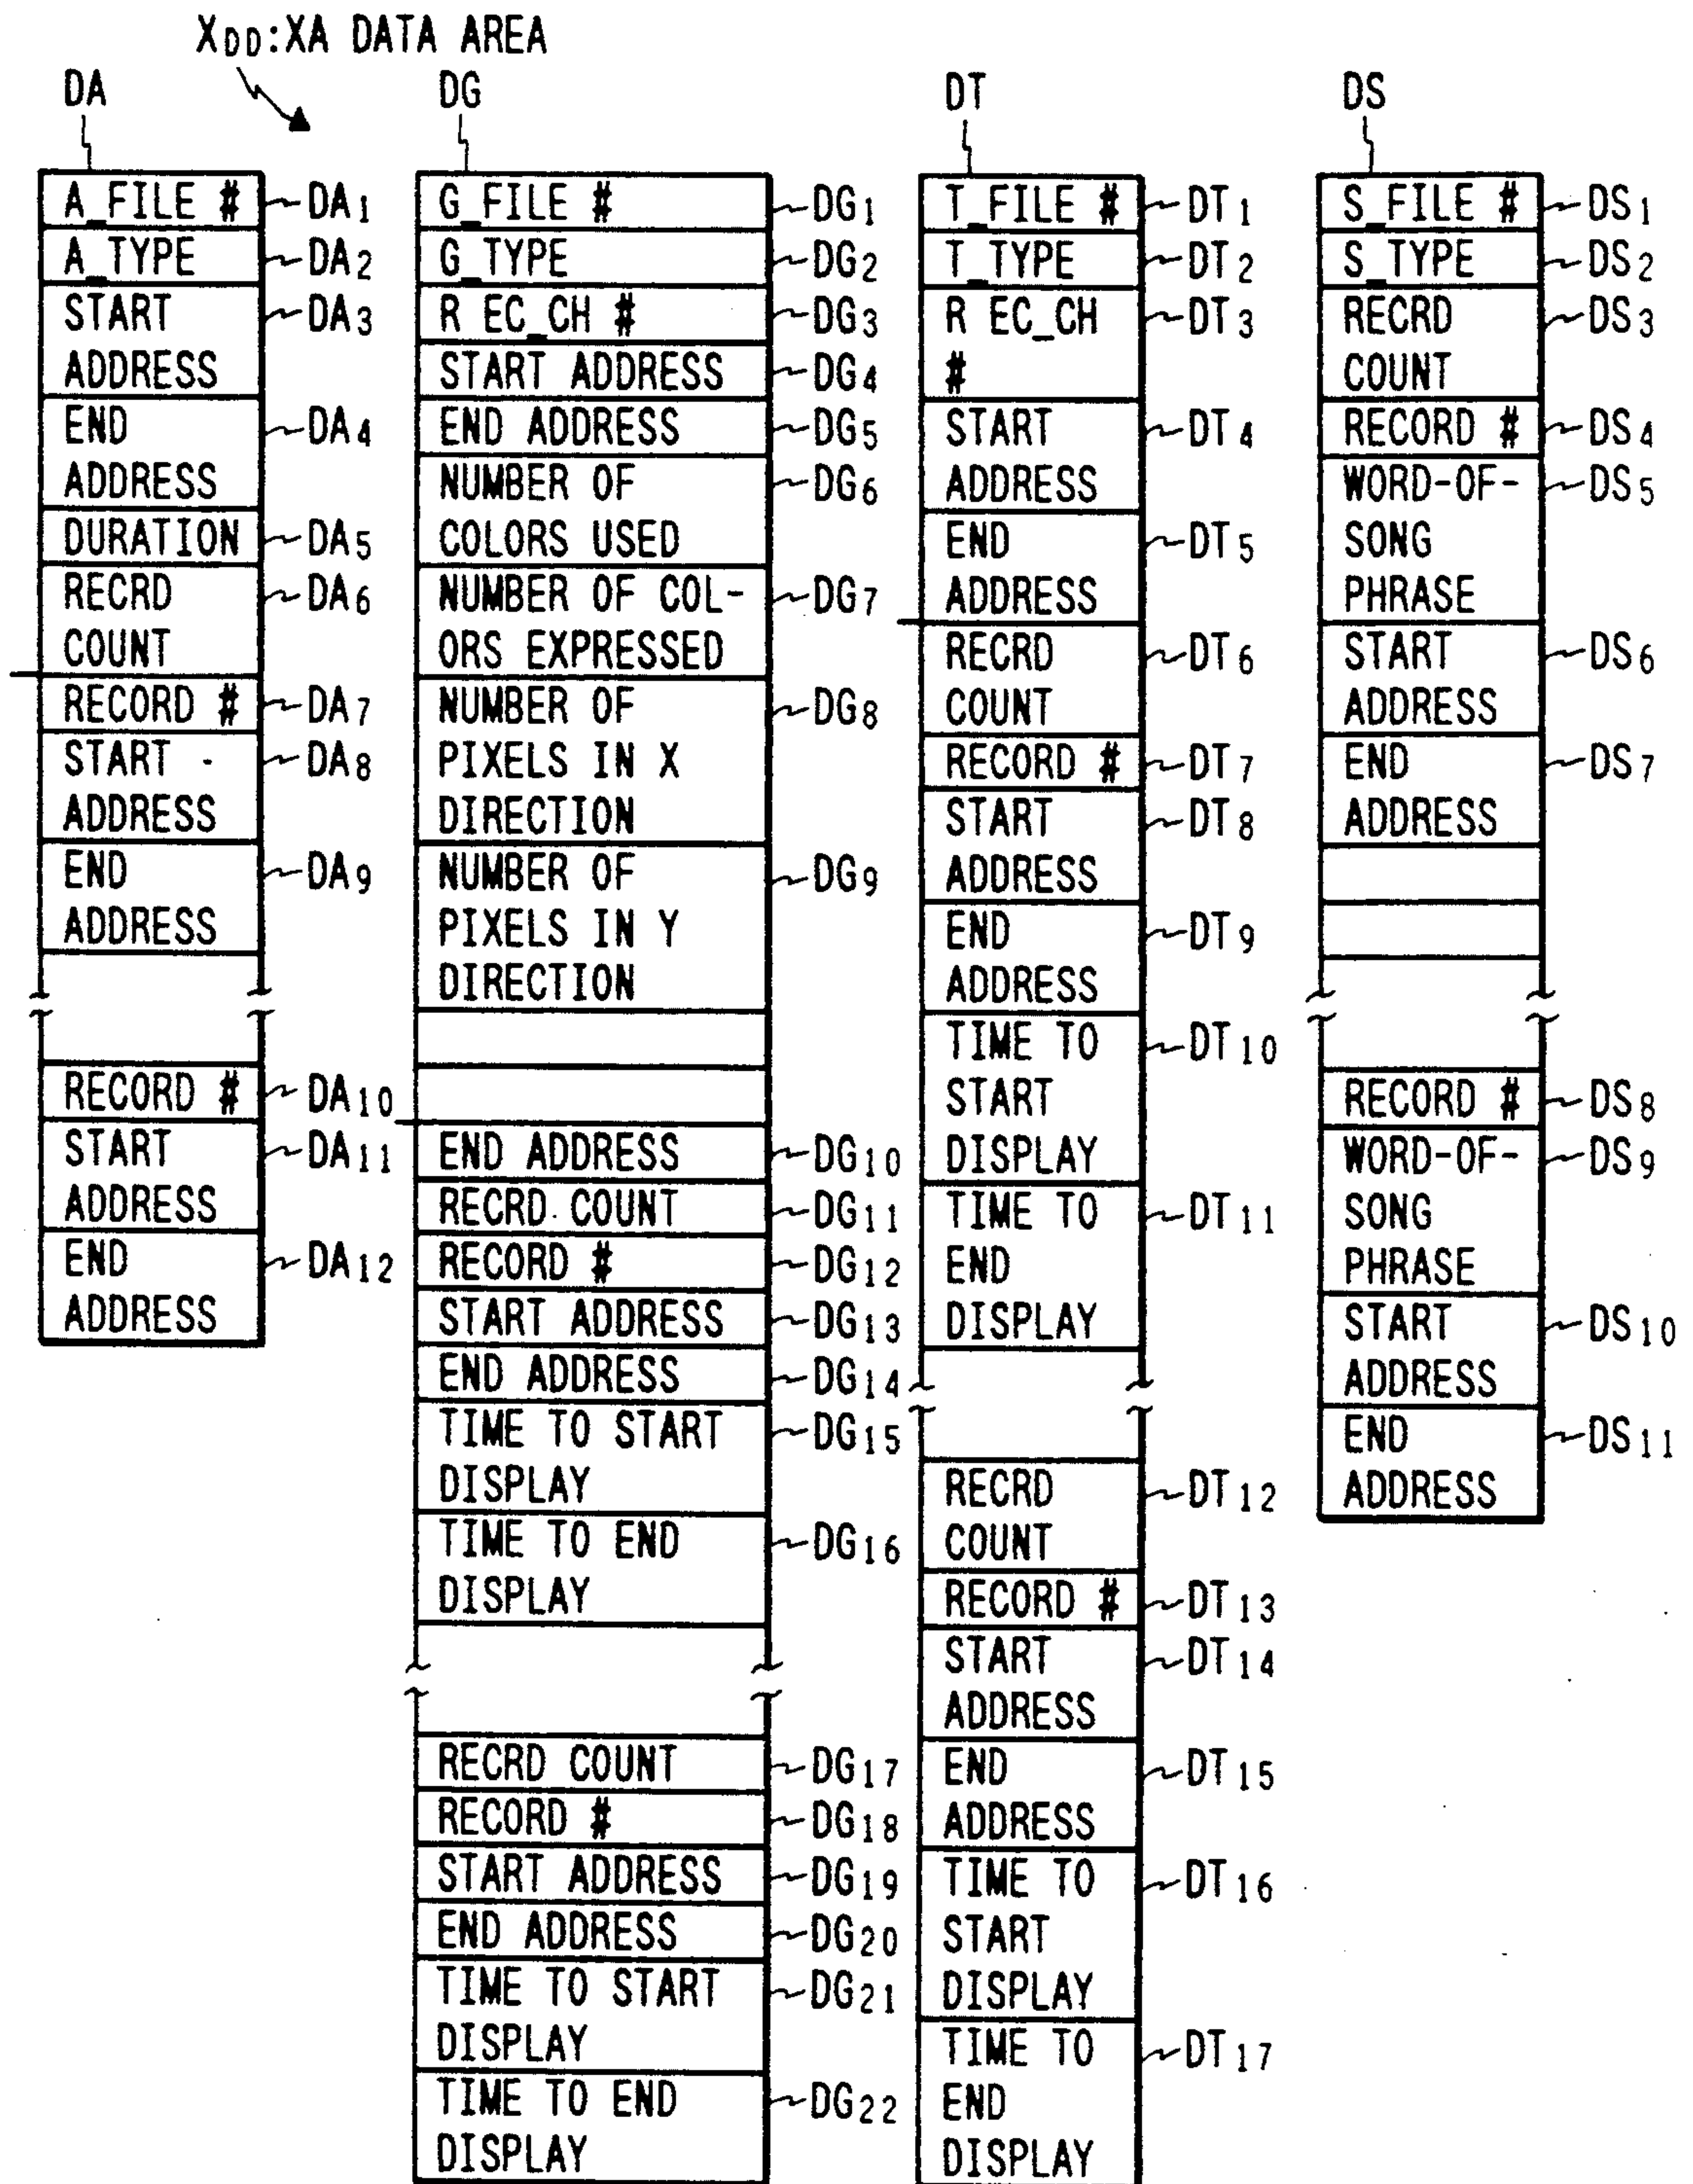 XDD:XA DATA AREA
DA
A_FILE # DA1
A_TYPE DA2
START DA3
ADDRESS
END DA4
ADDRESS
DURATION DA5
RECRD DA6
COUNT
RECORD # DA7
START DA8
ADDRESS
END DA9
ADDRESS
RECORD # DA10
START DA11
ADDRESS
END DA12
ADDRESS
DG
G_FILE # DG1
G_TYPE DG2
R EC_CH # DG3
START ADDRESS DG4
END ADDRESS DG5
NUMBER OF DG6
COLORS USED
NUMBER OF COL- DG7
ORS EXPRESSED
NUMBER OF DG8
PIXELS IN X
DIRECTION
NUMBER OF DG9
PIXELS IN Y
DIRECTION
END ADDRESS DG10
RECRD COUNT DG11
RECORD # DG12
START ADDRESS DG13
END ADDRESS DG14
TIME TO START DG15
DISPLAY
TIME TO END DG16
DISPLAY
RECRD COUNT DG17
RECORD # DG18
START ADDRESS DG19
END ADDRESS DG20
TIME TO START DG21
DISPLAY
TIME TO END DG22
DISPLAY
DT
T_FILE # DT1
T_TYPE DT2
R EC_CH DT3
#
START DT4
ADDRESS
END DT5
ADDRESS
RECRD DT6
COUNT
RECORD # DT7
START DT8
ADDRESS
END DT9
ADDRESS
TIME TO DT10
START
DISPLAY
TIME TO DT11
END
DISPLAY
RECRD DT12
COUNT
RECORD # DT13
START DT14
ADDRESS
END DT15
ADDRESS
TIME TO DT16
START
DISPLAY
TIME TO DT17
END
DISPLAY
DS
S_FILE # DS1
S_TYPE DS2
RECRD DS3
COUNT
RECORD # DS4
WORD-OF- DS5
SONG
PHRASE
START DS6
ADDRESS
END DS7
ADDRESS
RECORD # DS8
WORD-OF- DS9
SONG
PHRASE
START DS10
ADDRESS
END DS11
ADDRESS